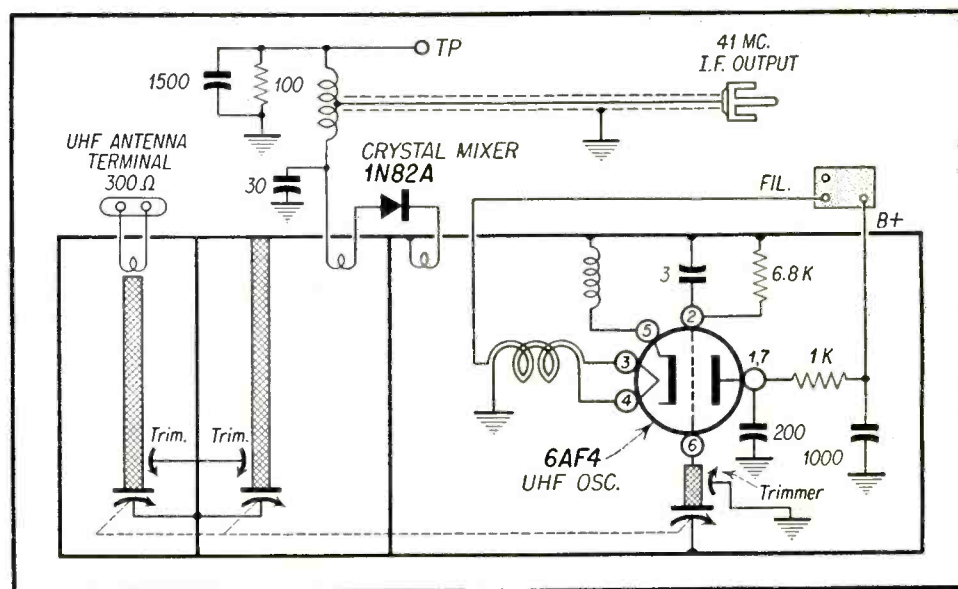 TP
41 MC.
I.F. OUTPUT
1500
100
UHF ANTENNA
TERMINAL
300 Ω
30
CRYSTAL MIXER
1N82A
FIL.
B+
3
6.8 K
2
5
3
4
1,7
1 K
6
200
1000
6AF4
UHF OSC.
Trim.
Trim.
Trimmer